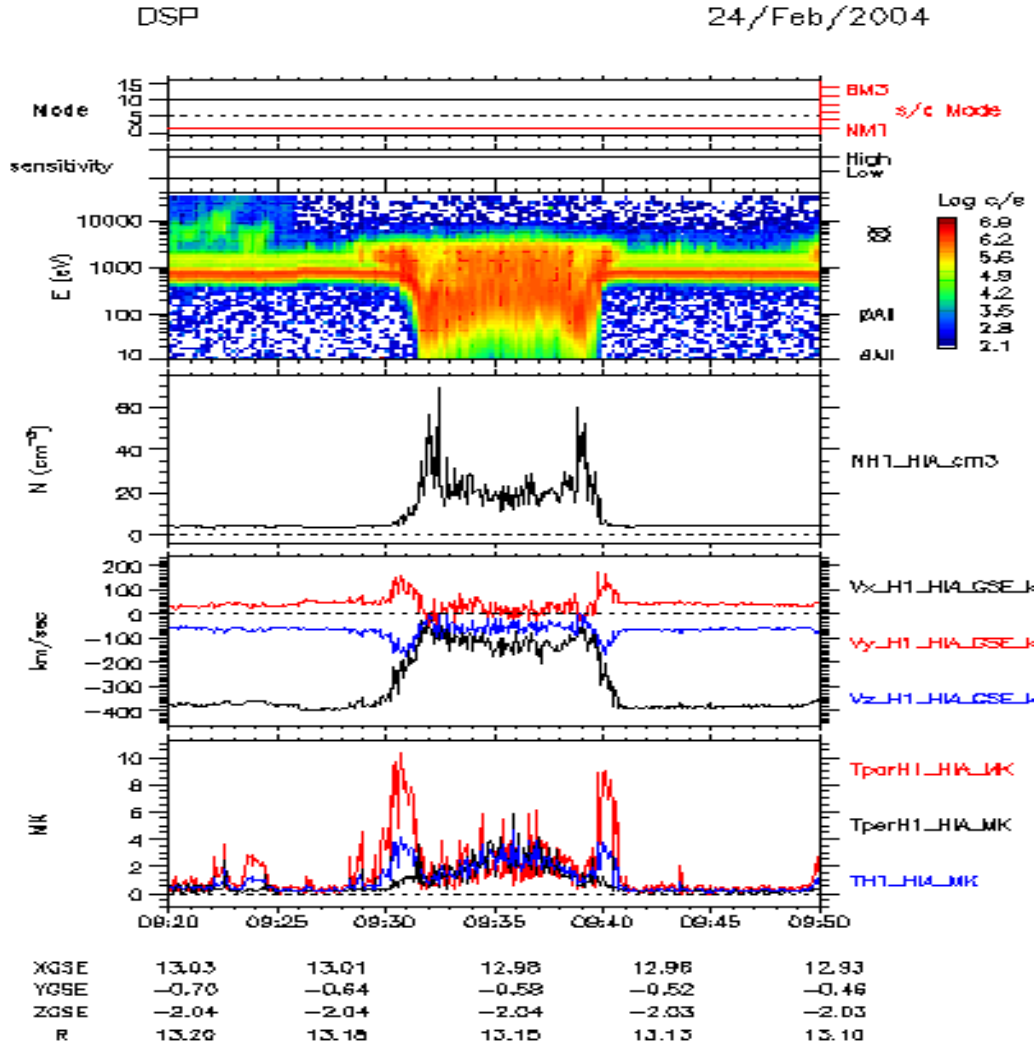 DSP 24/Feb/2004
15
10
5
0
Mode
BM3
s/c Mode
NM1
sensitivity
High
Low
Log c/s
10000
1000
100
10
E (eV)
6.9
6.2
5.6
4.9
4.2
3.5
2.8
2.1
60
40
20
0
N (cm⁻³)
NH1_HIA_cm3
200
100
0
−100
−200
−300
−400
km/sec
Vx_H1_HIA_GSE_k
Vy_H1_HIA_GSE_k
Vz_H1_HIA_GSE_k
10
8
6
4
2
0
MK
TparH1_HIA_MK
TperH1_HIA_MK
TH1_HIA_MK
09:20 09:25 09:30 09:35 09:40 09:45 09:50
XGSE 13.03 13.01 12.98 12.96 12.93
YGSE −0.70 −0.64 −0.58 −0.52 −0.46
ZGSE −2.04 −2.04 −2.04 −2.03 −2.03
R 13.20 13.18 13.15 13.13 13.10